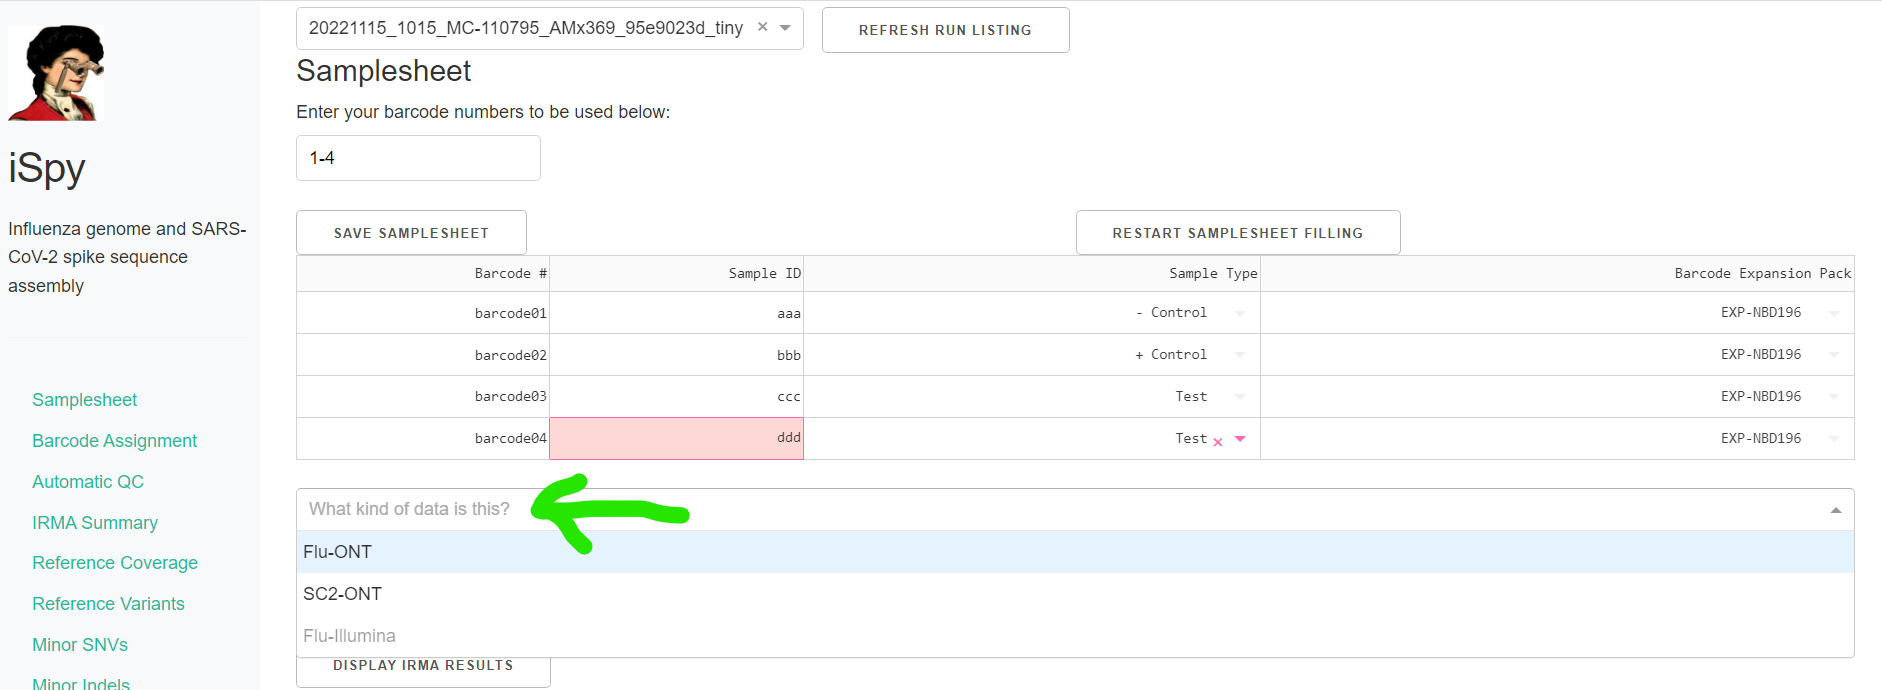 20221115_1015_MC-110795_AMx369_95e9023d_tiny × REFRESH RUN LISTING
Samplesheet
Enter your barcode numbers to be used below:
1-4
iSpy
Influenza genome and SARS-
CoV-2 spike sequence
assembly
Samplesheet
Barcode Assignment
Automatic QC
IRMA Summary
Reference Coverage
Reference Variants
Minor SNVs
Minor Indels
SAVE SAMPLESHEET RESTART SAMPLESHEET FILLING
Barcode # Sample ID Sample Type Barcode Expansion Pack
barcode01 aaa - Control EXP-NBD196
barcode02 bbb + Control EXP-NBD196
barcode03 ccc Test EXP-NBD196
barcode04 ddd Test × EXP-NBD196
What kind of data is this?
Flu-ONT
SC2-ONT
Flu-Illumina
DISPLAY IRMA RESULTS